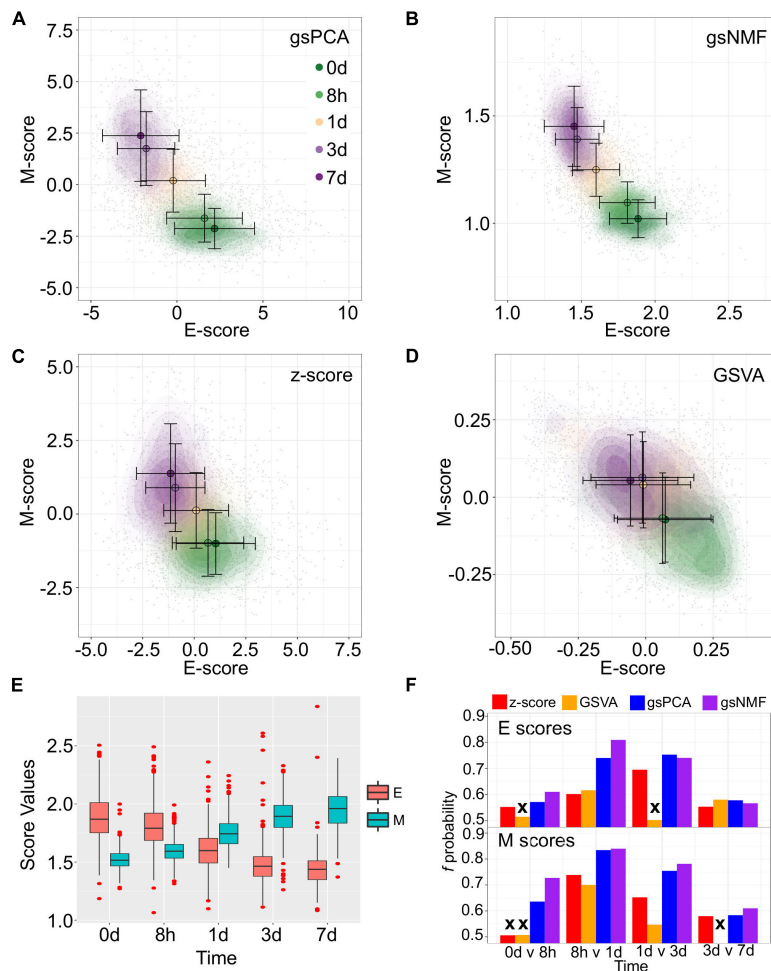 A
gsPCA
7.5
5.0
2.5
0.0
-2.5
-5.0
M-score
0d
8h
1d
3d
7d
-5 0 5 10
E-score
B
gsNMF
1.5
1.0
M-score
1.0 1.5 2.0 2.5
E-score
C
z-score
5.0
2.5
0.0
-2.5
M-score
-5.0 -2.5 0.0 2.5 5.0 7.5
E-score
D
GSVA
0.25
0.0
-0.25
M-score
-0.50 -0.25 0.0 0.25
E-score
E
2.5
2.0
1.5
1.0
Score Values
E
M
0d 8h 1d 3d 7d
Time
F
z-score GSVA gsPCA gsNMF
E scores
0.9
0.8
0.7
0.6
0.5
x x
M scores
0.9
0.8
0.7
0.6
0.5
x x x
f probability
0d v 8h 8h v 1d 1d v 3d 3d v 7d
Time